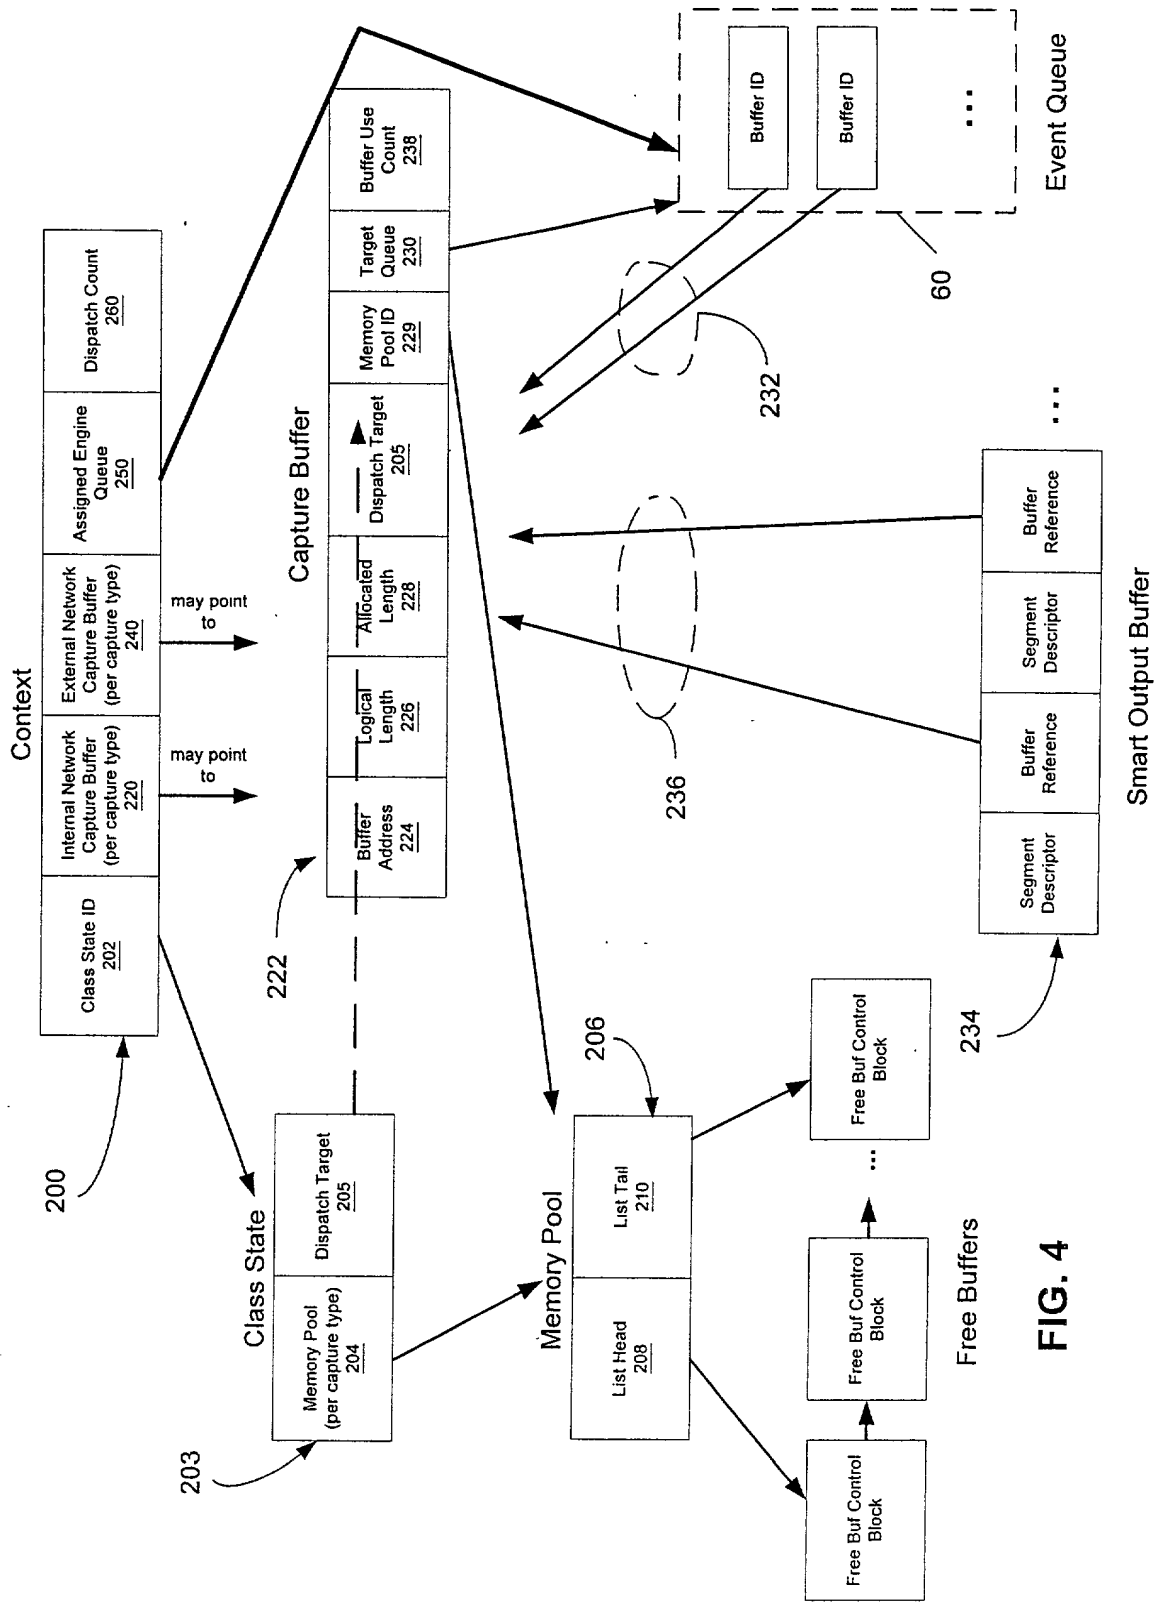 Context
200
Class State ID
202
Internal Network
Capture Buffer
(per capture type)
220
External Network
Capture Buffer
(per capture type)
240
Assigned Engine
Queue
250
Dispatch Count
260
may point
to
may point
to
Class State
203
Memory Pool
(per capture type)
204
Dispatch Target
205
Capture Buffer
222
Buffer
Address
224
Logical
Length
226
Allocated
Length
228
Dispatch Target
205
Memory
Pool ID
229
Target
Queue
230
Buffer Use
Count
238
Memory Pool
206
List Head
208
List Tail
210
236
232
Buffer ID
Buffer ID
...
60
Event Queue
Free Buf Control
Block
Free Buf Control
Block
...
Free Buf Control
Block
Free Buffers
234
Segment
Descriptor
Buffer
Reference
Segment
Descriptor
Buffer
Reference
...
Smart Output Buffer
FIG. 4